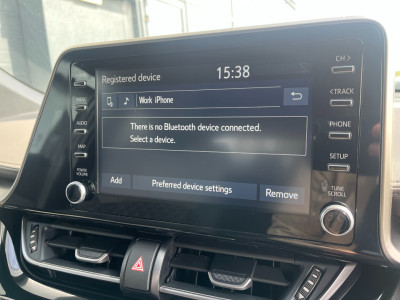 Registered device
15:38
Work iPhone
There is no Bluetooth device connected.
Select a device.
Add
Preferred device settings
Remove
AUDIO
MAP
POWER
VOLUME
CH >
< TRACK
PHONE
SETUP
TUNE
SCROLL